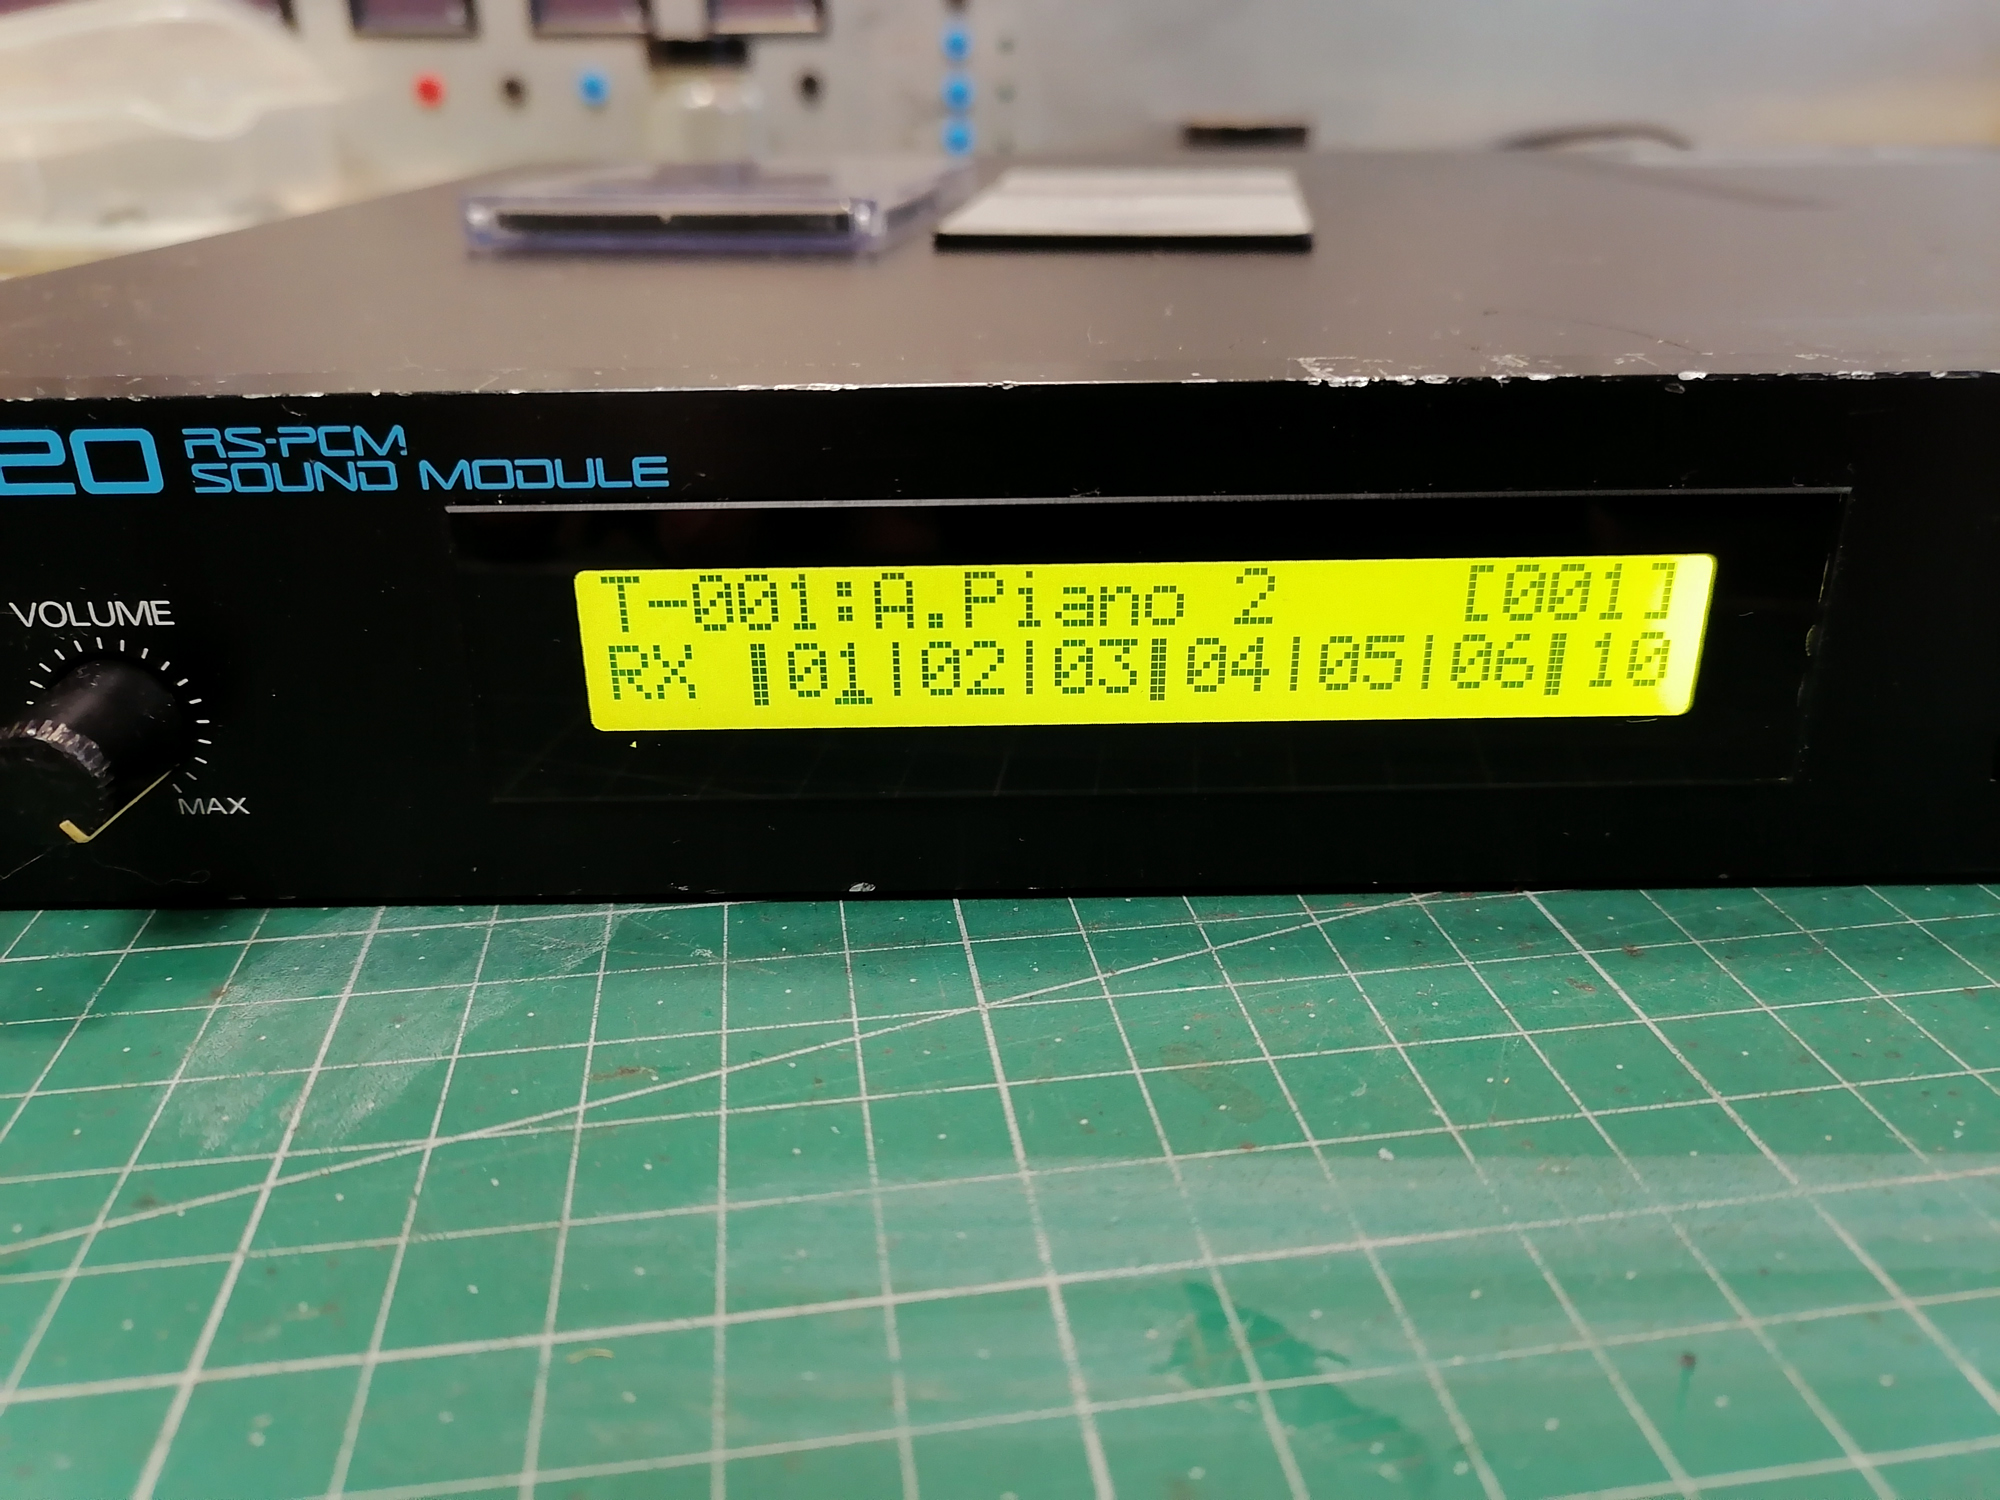 20 RS-PCM
SOUND MODULE
VOLUME
MAX
T-001:A.Piano 2 [001]
RX ‖01|02|03‖04|05|06‖10